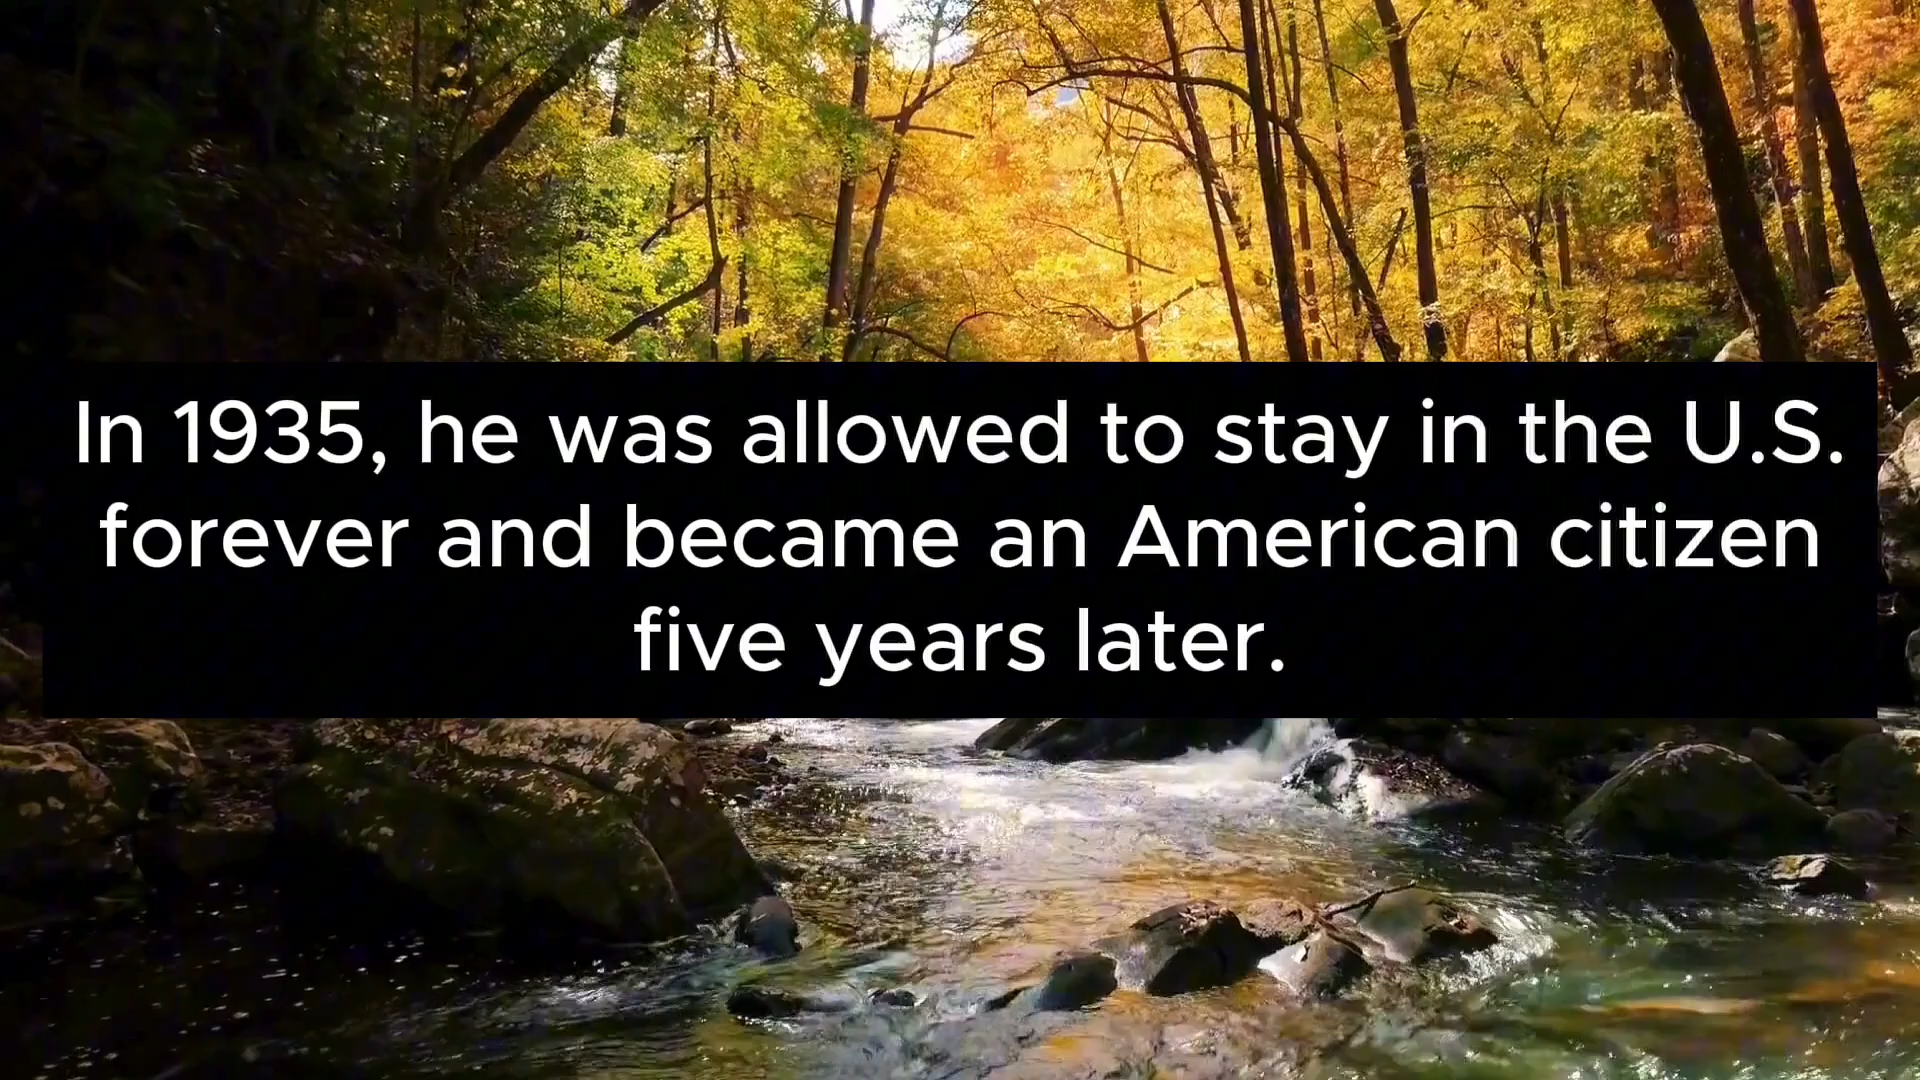 In 1935, he was allowed to stay in the U.S.
forever and became an American citizen
five years later.